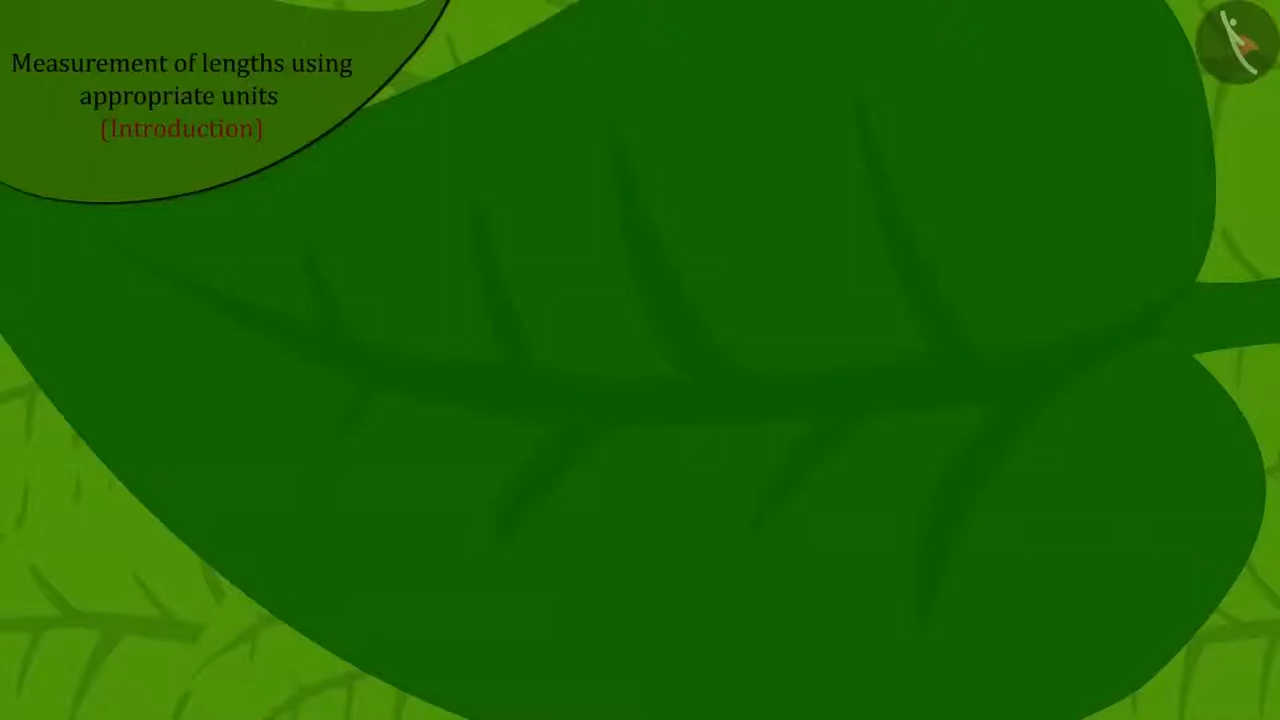 Measurement of lengths using
appropriate units
(Introduction)